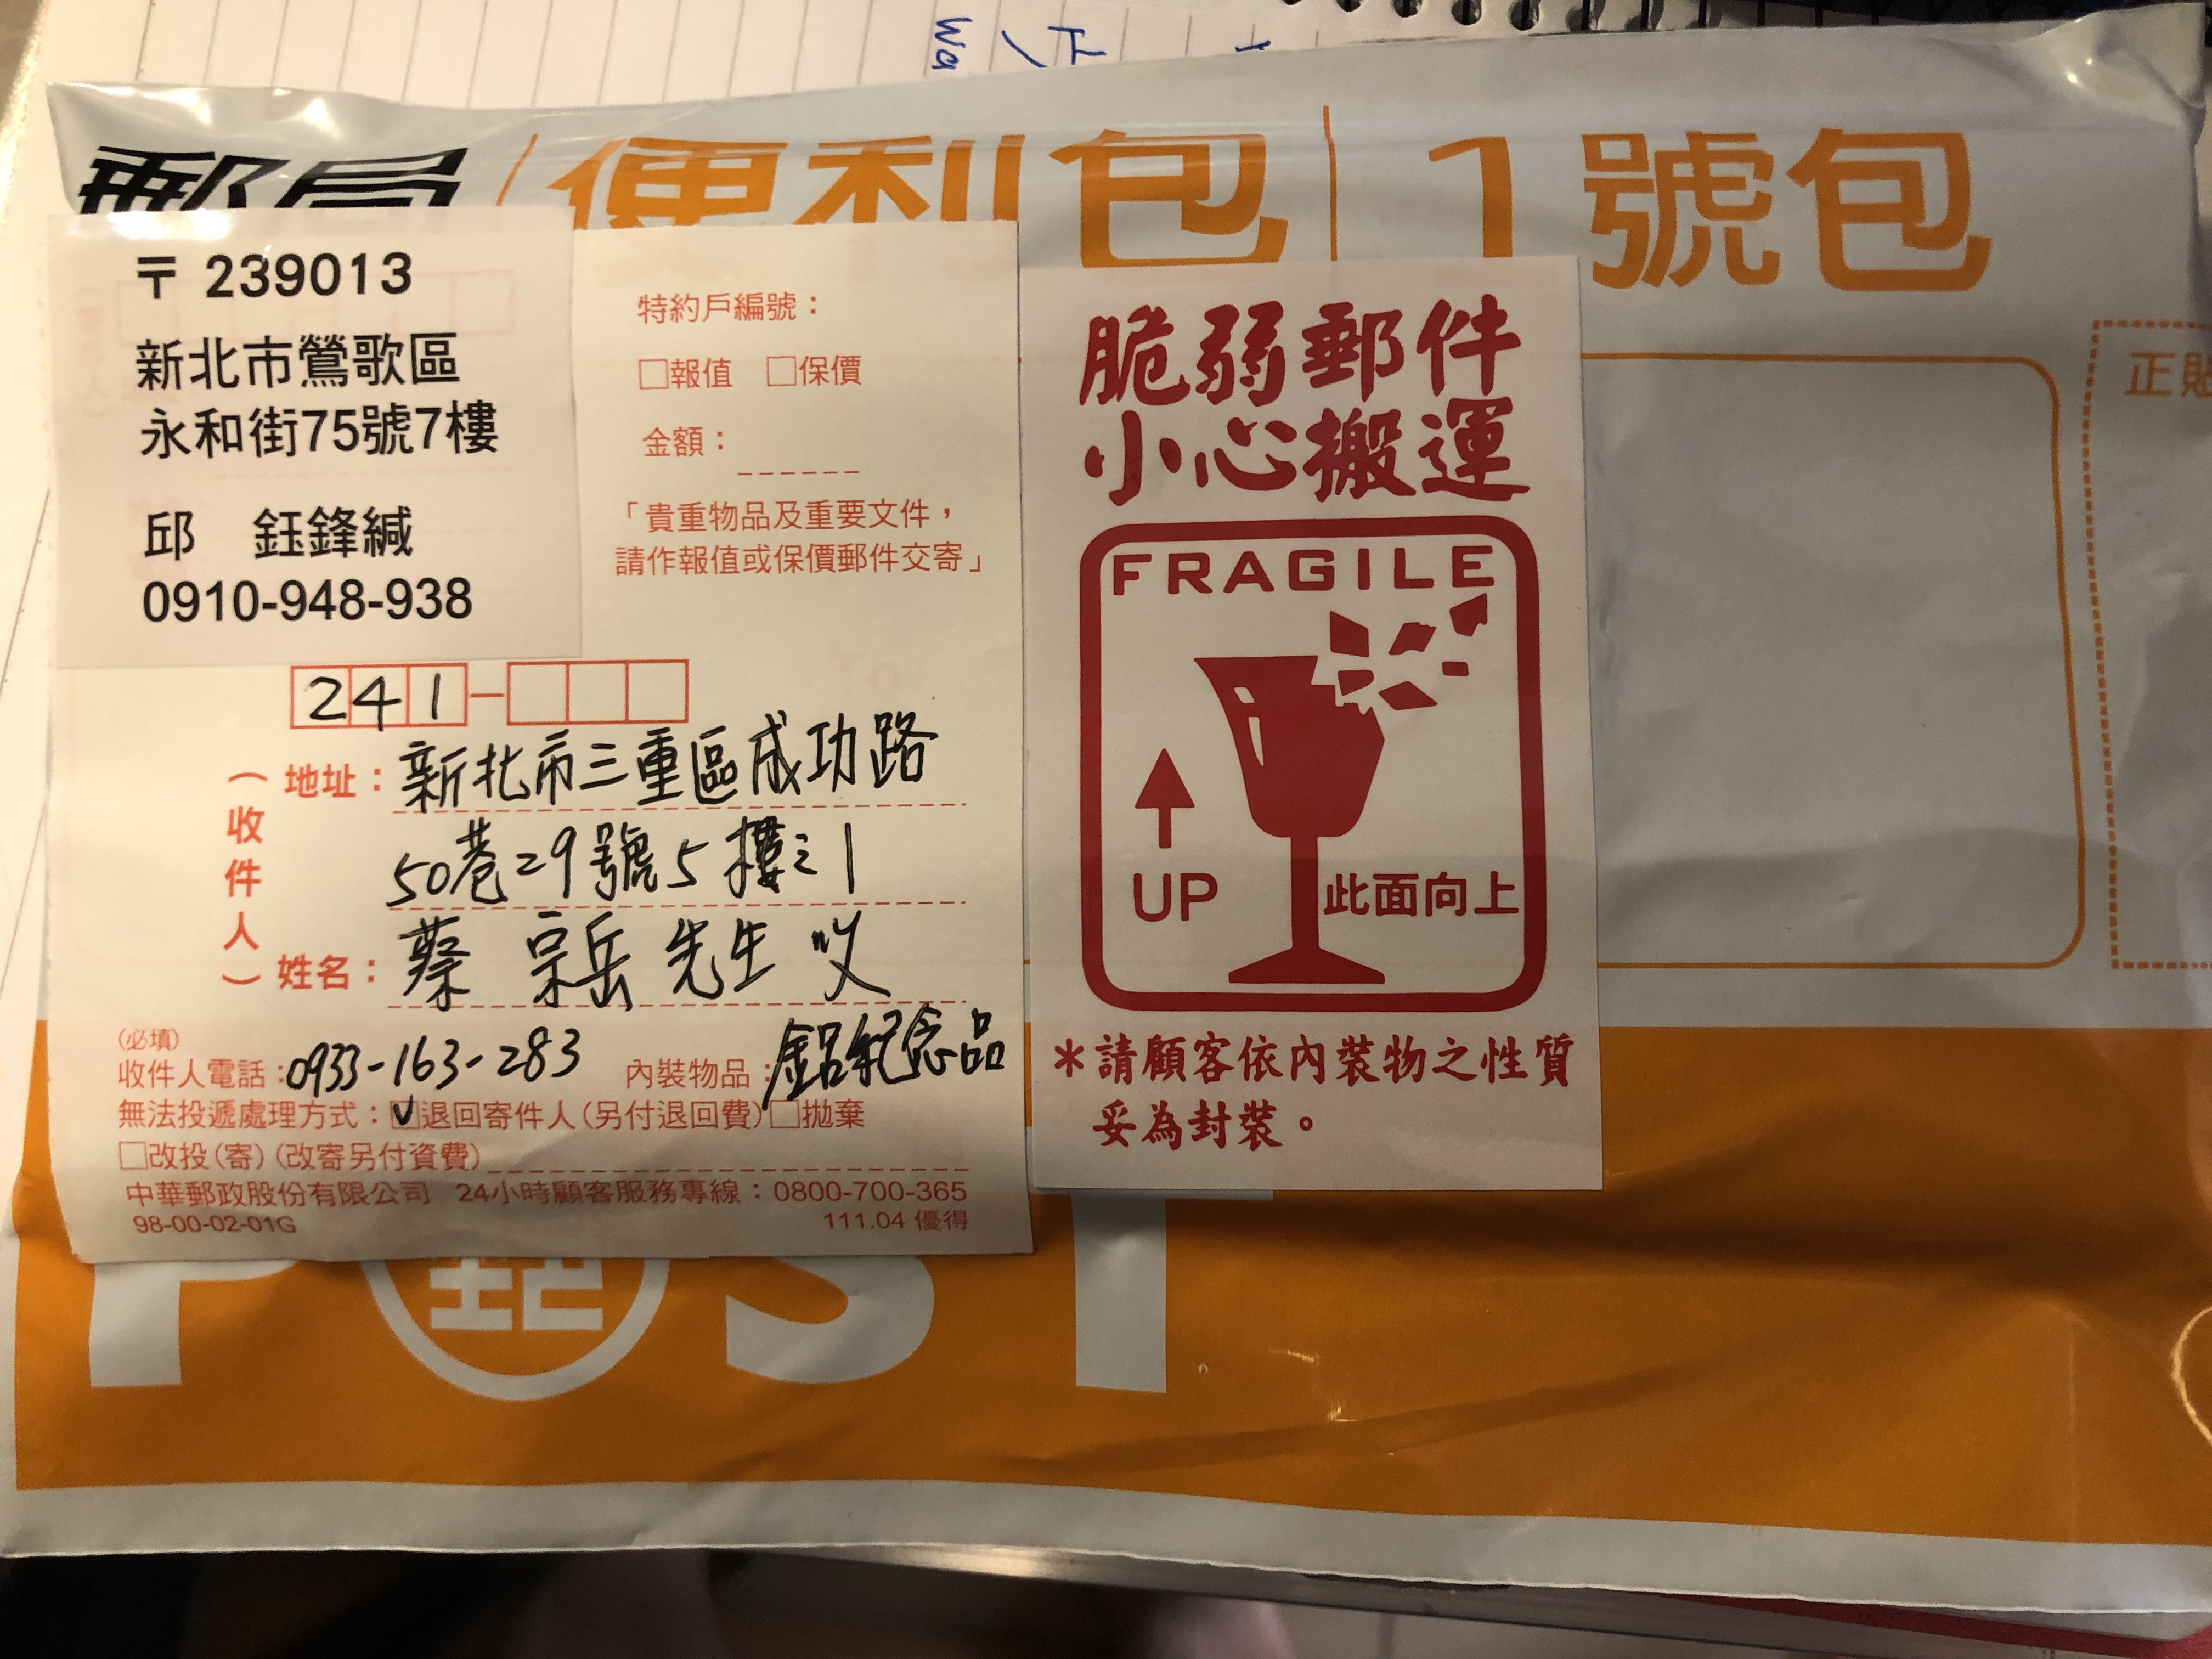 郵局 便利包 1號包
〒 239013
新北市鶯歌區
永和街75號7樓
邱 鈺鋒緘
0910-948-938
特約戶編號：
□報值 □保價
金額：
「貴重物品及重要文件，
請作報值或保價郵件交寄」
241-
(收件人)
地址：新北市三重區成功路
50巷29號5樓之1
姓名：蔡 宗岳 先生 收
(必填)
收件人電話：0933-163-283 內裝物品：鋁紀念品
無法投遞處理方式：☑退回寄件人(另付退回費)□拋棄
□改投(寄)(改寄另付資費)
中華郵政股份有限公司 24小時顧客服務專線：0800-700-365
98-00-02-01G 111.04 優得
脆弱郵件
小心搬運
FRAGILE
UP 此面向上
＊請顧客依內裝物之性質
妥為封裝。
正貼
POST
Wa